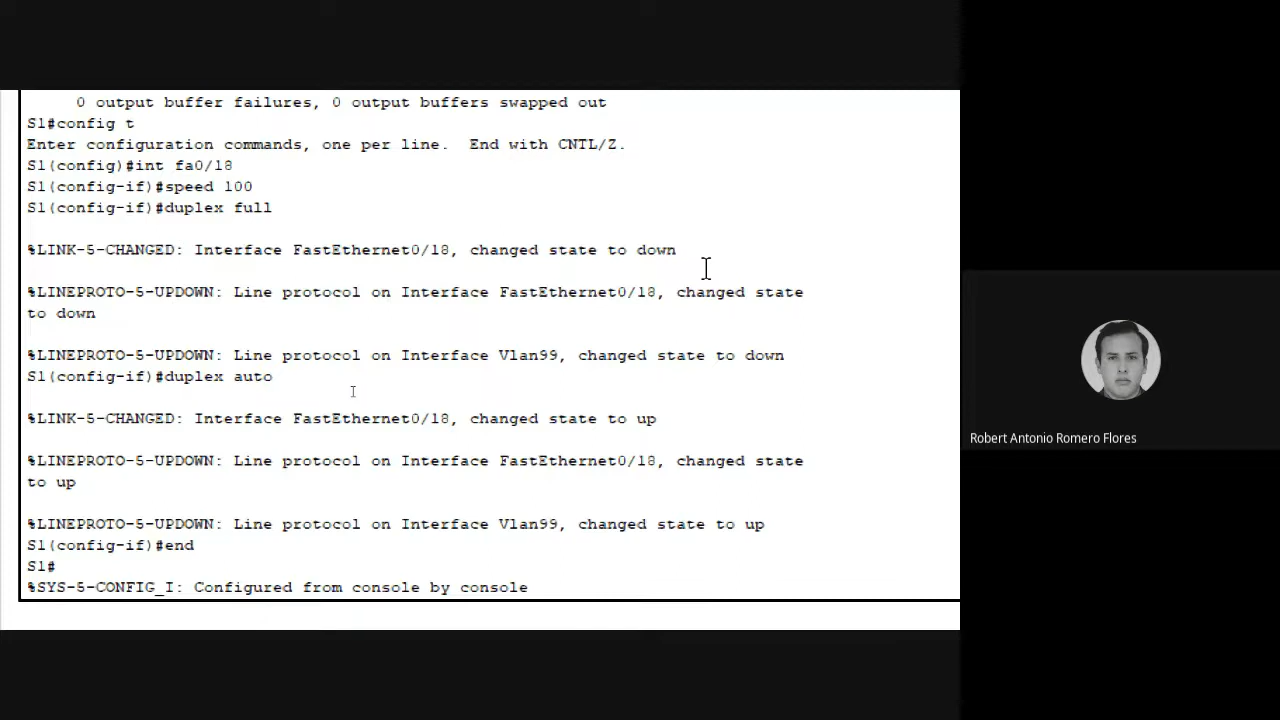 0 output buffer failures, 0 output buffers swapped out
S1#config t
Enter configuration commands, one per line.  End with CNTL/Z.
S1(config)#int fa0/18
S1(config-if)#speed 100
S1(config-if)#duplex full
%LINK-5-CHANGED: Interface FastEthernet0/18, changed state to down
%LINEPROTO-5-UPDOWN: Line protocol on Interface FastEthernet0/18, changed state
to down
%LINEPROTO-5-UPDOWN: Line protocol on Interface Vlan99, changed state to down
S1(config-if)#duplex auto
%LINK-5-CHANGED: Interface FastEthernet0/18, changed state to up
%LINEPROTO-5-UPDOWN: Line protocol on Interface FastEthernet0/18, changed state
to up
%LINEPROTO-5-UPDOWN: Line protocol on Interface Vlan99, changed state to up
S1(config-if)#end
S1#
%SYS-5-CONFIG_I: Configured from console by console
Robert Antonio Romero Flores